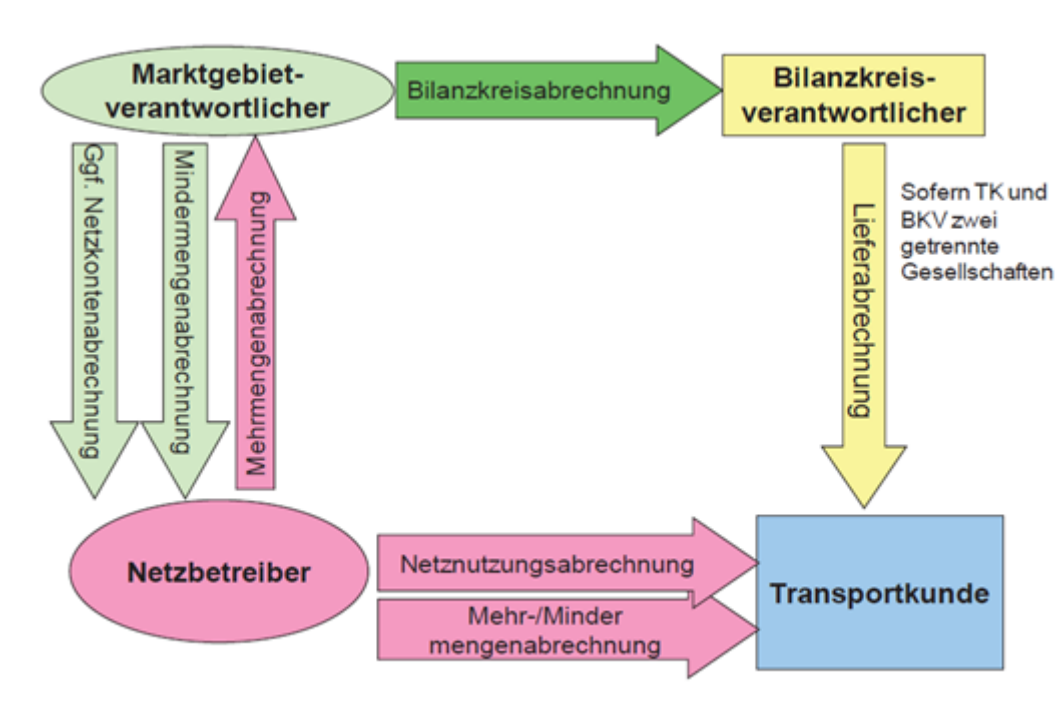 Marktgebiet-
verantwortlicher
Bilanzkreisabrechnung
Bilanzkreis-
verantwortlicher
Ggf. Netzkontenabrechnung
Mindermengenabrechnung
Mehrmengenabrechnung
Lieferabrechnung
Sofern TK und
BKV zwei
getrennte
Gesellschaften
Netzbetreiber
Netznutzungsabrechnung
Mehr-/Minder
mengenabrechnung
Transportkunde